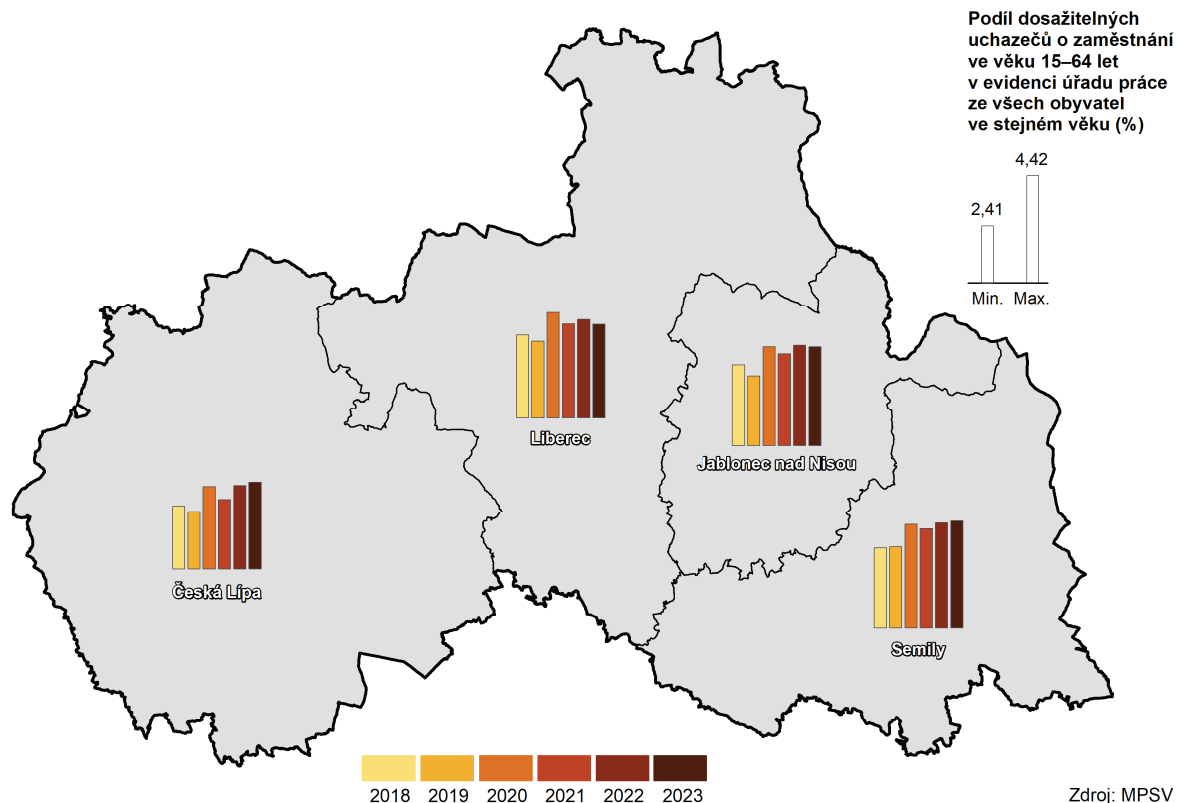 Podíl dosažitelných
uchazečů o zaměstnání
ve věku 15–64 let
v evidenci úřadu práce
ze všech obyvatel
ve stejném věku (%)
4,42
2,41
Min. Max.
Liberec
Jablonec nad Nisou
Česká Lípa
Semily
2018 2019 2020 2021 2022 2023
Zdroj: MPSV